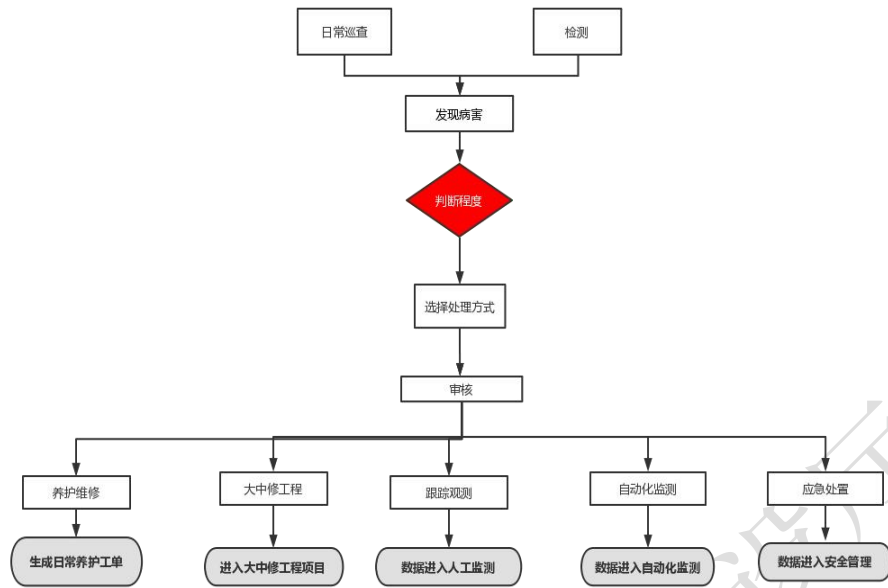 日常巡查
检测
发现病害
判断程度
选择处理方式
审核
养护维修
大中修工程
跟踪观测
自动化监测
应急处置
生成日常养护工单
进入大中修工程项目
数据进入人工监测
数据进入自动化监测
数据进入安全管理